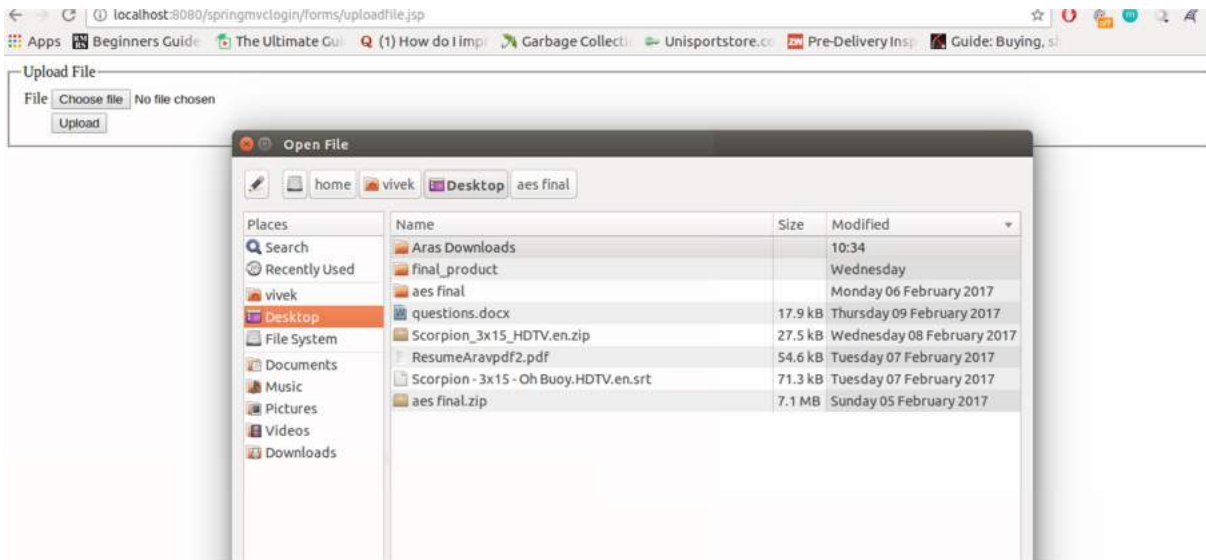 localhost:8080/springmvclogin/forms/uploadfile.jsp
Apps Beginners Guide The Ultimate Gui Q (1) How do I imp Garbage Collecti Unisportstore.co Pre-Delivery Insp Guide: Buying, s
Upload File
File Choose file No file chosen
Upload
Open File
home vivek Desktop aes final
Places Name Size Modified
Search Aras Downloads 10:34
Recently Used final_product Wednesday
vivek aes final Monday 06 February 2017
Desktop questions.docx 17.9 kB Thursday 09 February 2017
File System Scorpion_3x15_HDTV.en.zip 27.5 kB Wednesday 08 February 2017
ResumeAravpdf2.pdf 54.6 kB Tuesday 07 February 2017
Documents
Music Scorpion - 3x15 - Oh Buoy.HDTV.en.srt 71.3 kB Tuesday 07 February 2017
Pictures aes final.zip 7.1 MB Sunday 05 February 2017
Videos
Downloads